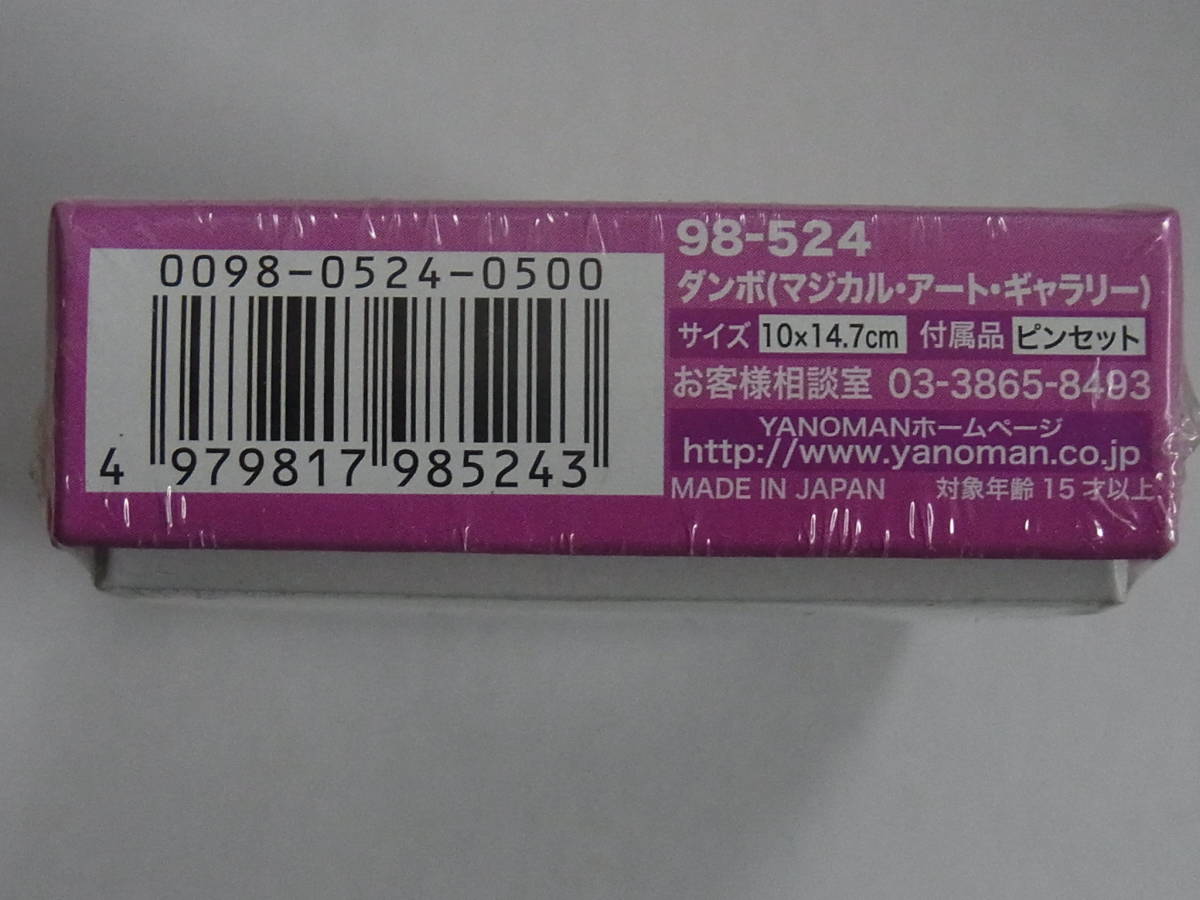 0098-0524-0500
4 979817 985243
98-524
ダンボ(マジカル・アート・ギャラリー)
サイズ 10×14.7cm 付属品 ピンセット
お客様相談室 03-3865-8493
YANOMANホームページ
http://www.yanoman.co.jp
MADE IN JAPAN 対象年齢 15才以上